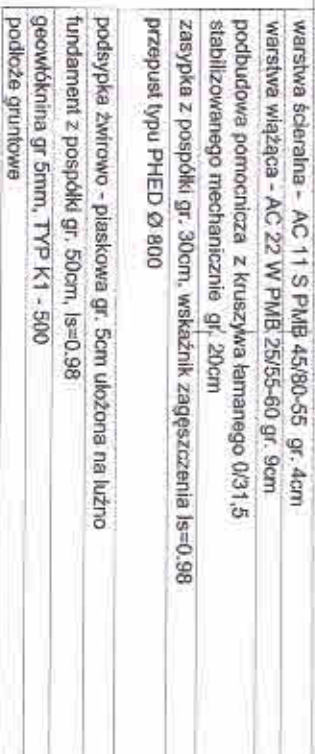 warstwa ścieralna - AC 11 S PMB 45/80-55 gr. 4cm
warstwa wiążąca - AC 22 W PMB 25/55-60 gr. 9cm
podbudowa pomocnicza z kruszywa łamanego 0/31,5
stabilizowanego mechanicznie gr. 20cm
zasypka z pospółki gr. 30cm, wskaźnik zagęszczenia Is=0.98
przepust typu PHED Ø 800
podsypka żwirowo - piaskowa gr. 5cm ułożona na luźno
fundament z pospółki gr. 50cm, Is=0.98
geowłóknina gr 5mm, TYP K1 - 500
podłoże gruntowe